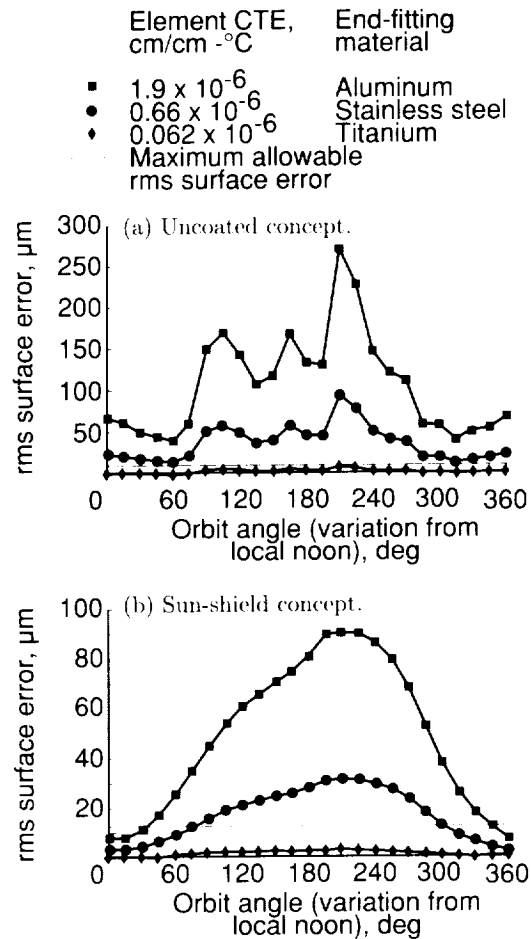 Element CTE, End-fitting
cm/cm -°C material
1.9 x 10-6 Aluminum
0.66 x 10-6 Stainless steel
0.062 x 10-6 Titanium
Maximum allowable
rms surface error
(a) Uncoated concept.
300
250
200
150
100
50
rms surface error, µm
0 60 120 180 240 300 360
Orbit angle (variation from
local noon), deg
(b) Sun-shield concept.
100
80
60
40
20
rms surface error, µm
0 60 120 180 240 300 360
Orbit angle (variation from
local noon), deg